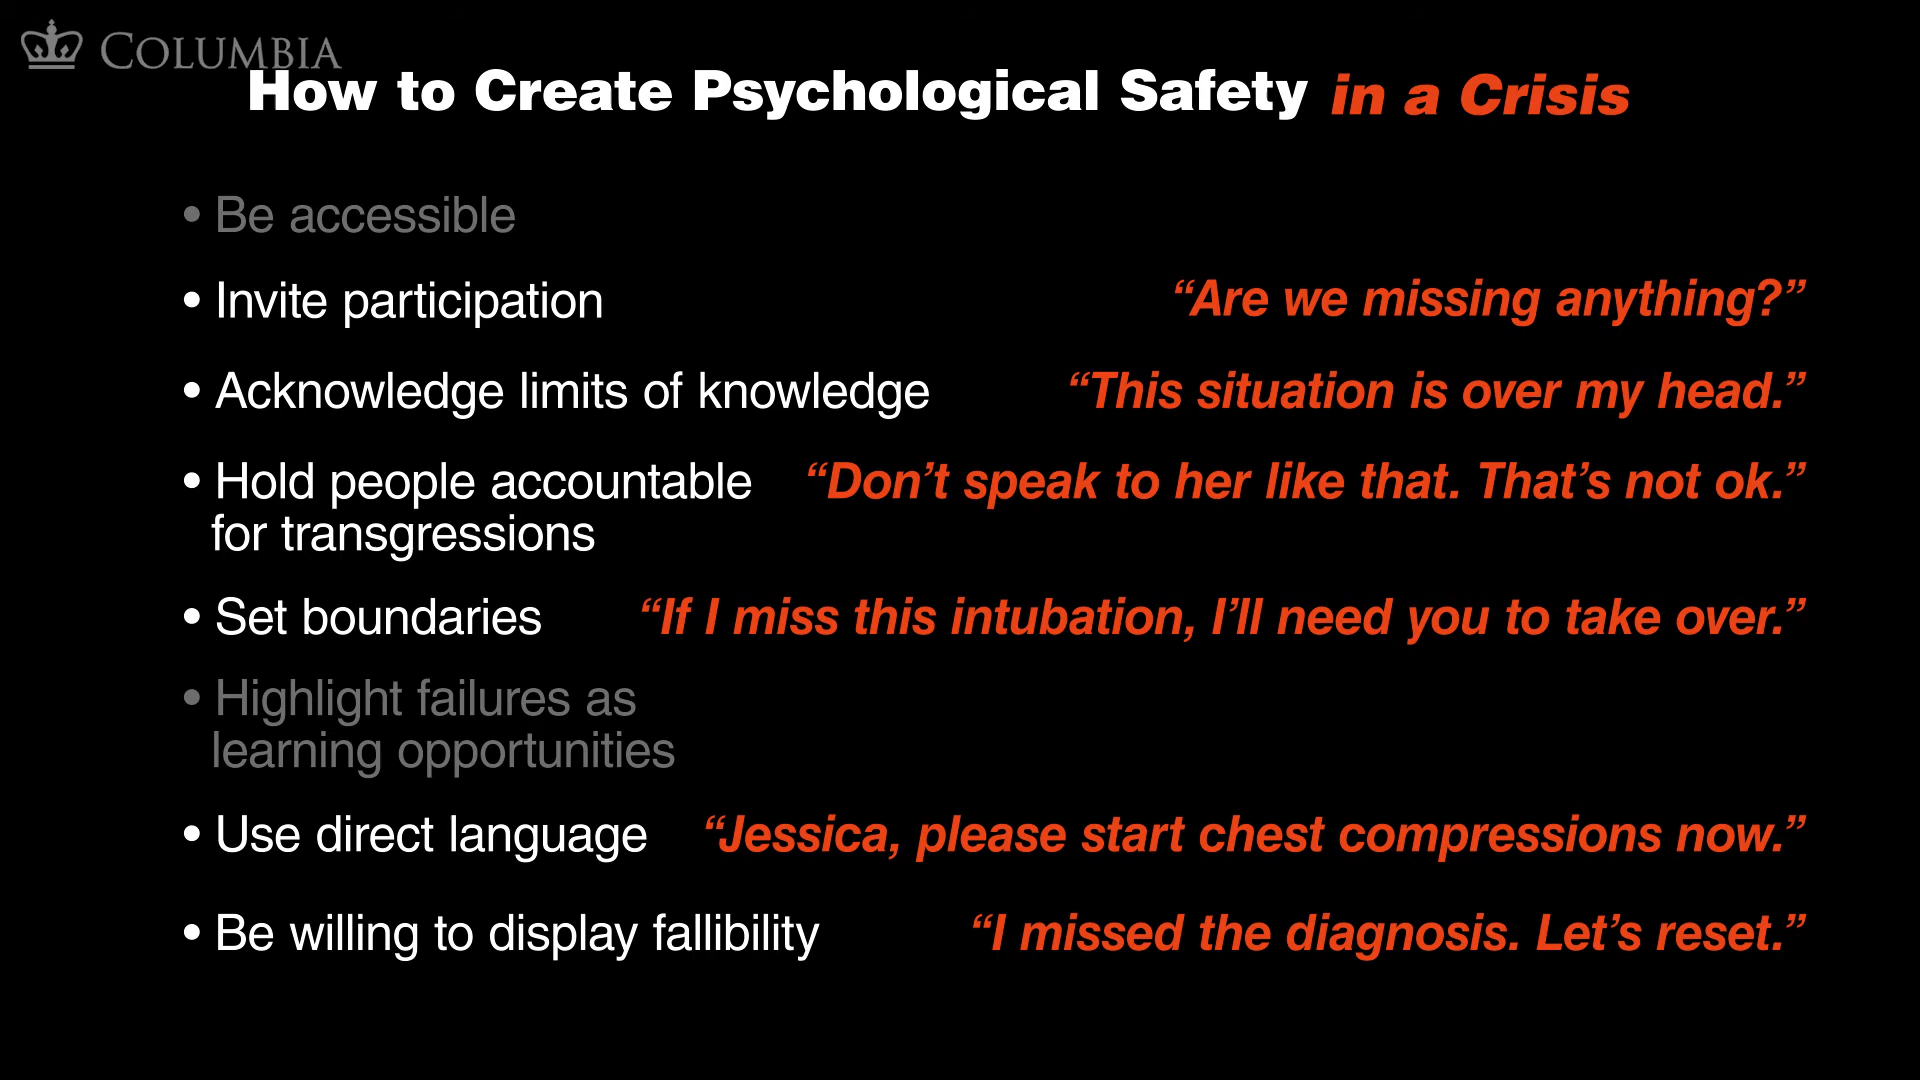 COLUMBIA
How to Create Psychological Safety in a Crisis
• Be accessible
• Invite participation “Are we missing anything?”
• Acknowledge limits of knowledge “This situation is over my head.”
• Hold people accountable “Don’t speak to her like that. That’s not ok.”
for transgressions
• Set boundaries “If I miss this intubation, I’ll need you to take over.”
• Highlight failures as
learning opportunities
• Use direct language “Jessica, please start chest compressions now.”
• Be willing to display fallibility “I missed the diagnosis. Let’s reset.”